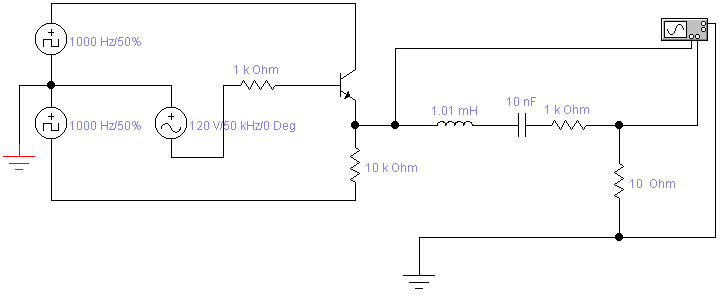 1000 Hz/50%
1 k Ohm
1.01 mH
10 nF
1 k Ohm
1000 Hz/50%
120 V/50 kHz/0 Deg
10 k Ohm
10 Ohm